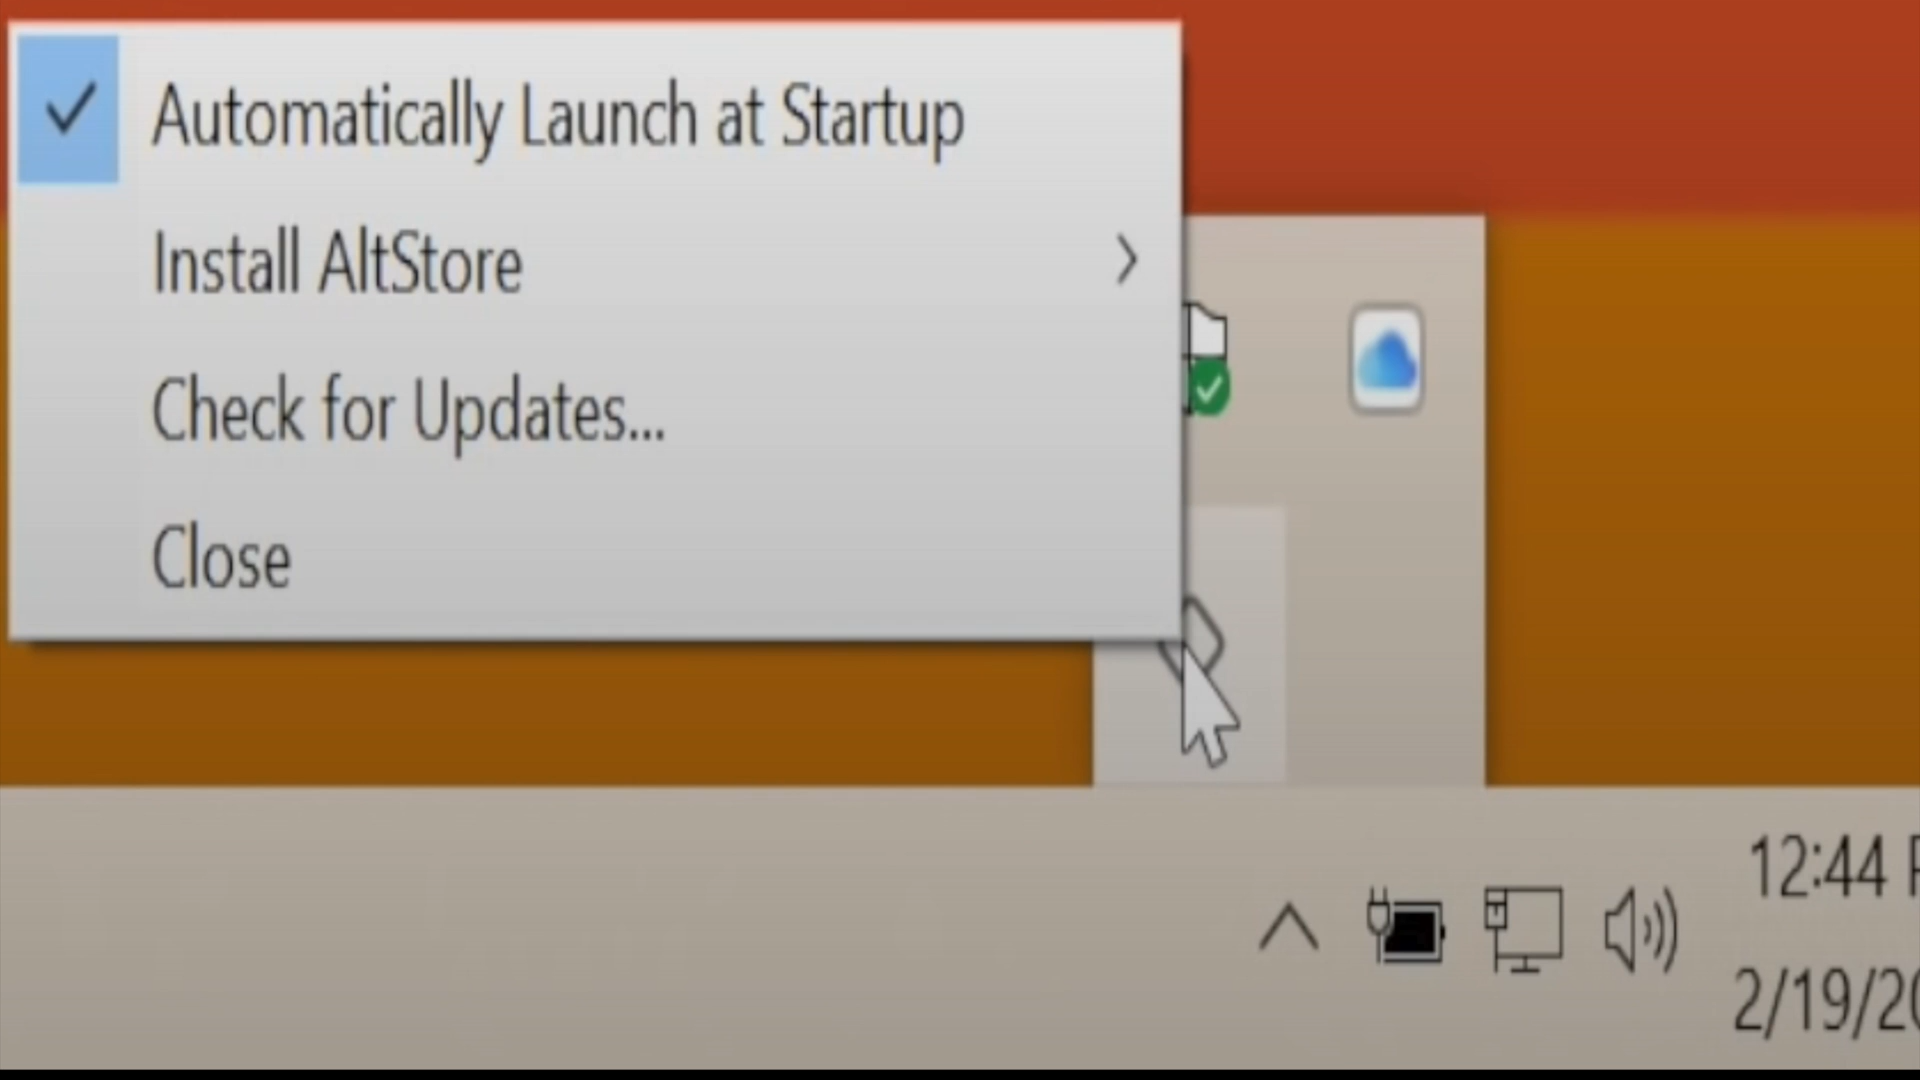 Automatically Launch at Startup
Install AltStore
Check for Updates...
Close
12:44
2/19/20